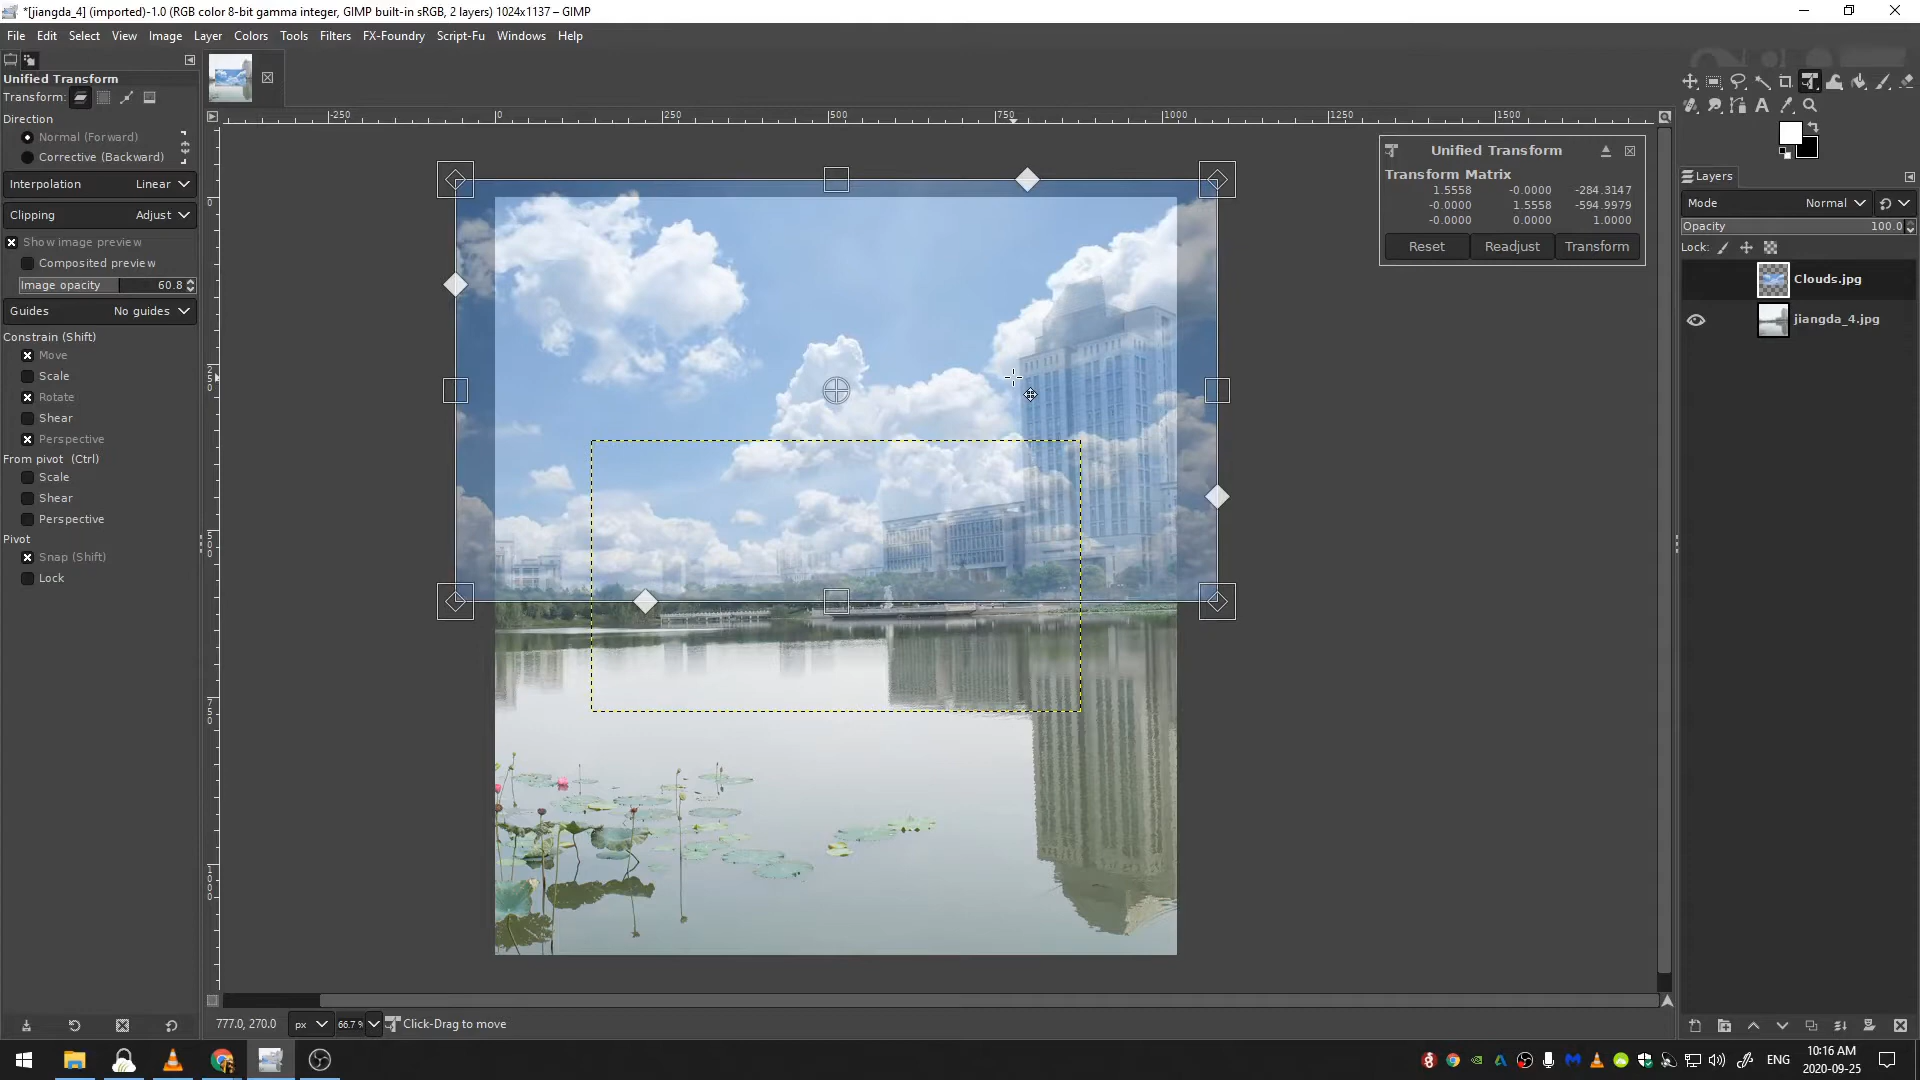 *[jiangda_4] (imported)-1.0 (RGB color 8-bit gamma integer, GIMP built-in sRGB, 2 layers) 1024x1137 – GIMP
File Edit Select View Image Layer Colors Tools Filters FX-Foundry Script-Fu Windows Help
Unified Transform
Transform:
Direction
Normal (Forward)
Corrective (Backward)
Interpolation Linear
Clipping Adjust
Show image preview
Composited preview
Image opacity 60.8
Guides No guides
Constrain (Shift)
Move
Scale
Rotate
Shear
Perspective
From pivot (Ctrl)
Scale
Shear
Perspective
Pivot
Snap (Shift)
Lock
-250 0 250 500 750 1000 1250 1500
0
250
500
750
1000
Unified Transform
Transform Matrix
1.5558 -0.0000 -284.3147
-0.0000 1.5558 -594.9979
-0.0000 0.0000 1.0000
Reset Readjust Transform
Layers
Mode Normal
Opacity 100.0
Lock:
Clouds.jpg
jiangda_4.jpg
777.0, 270.0 px 66.7 % Click-Drag to move
ENG
10:16 AM
2020-09-25